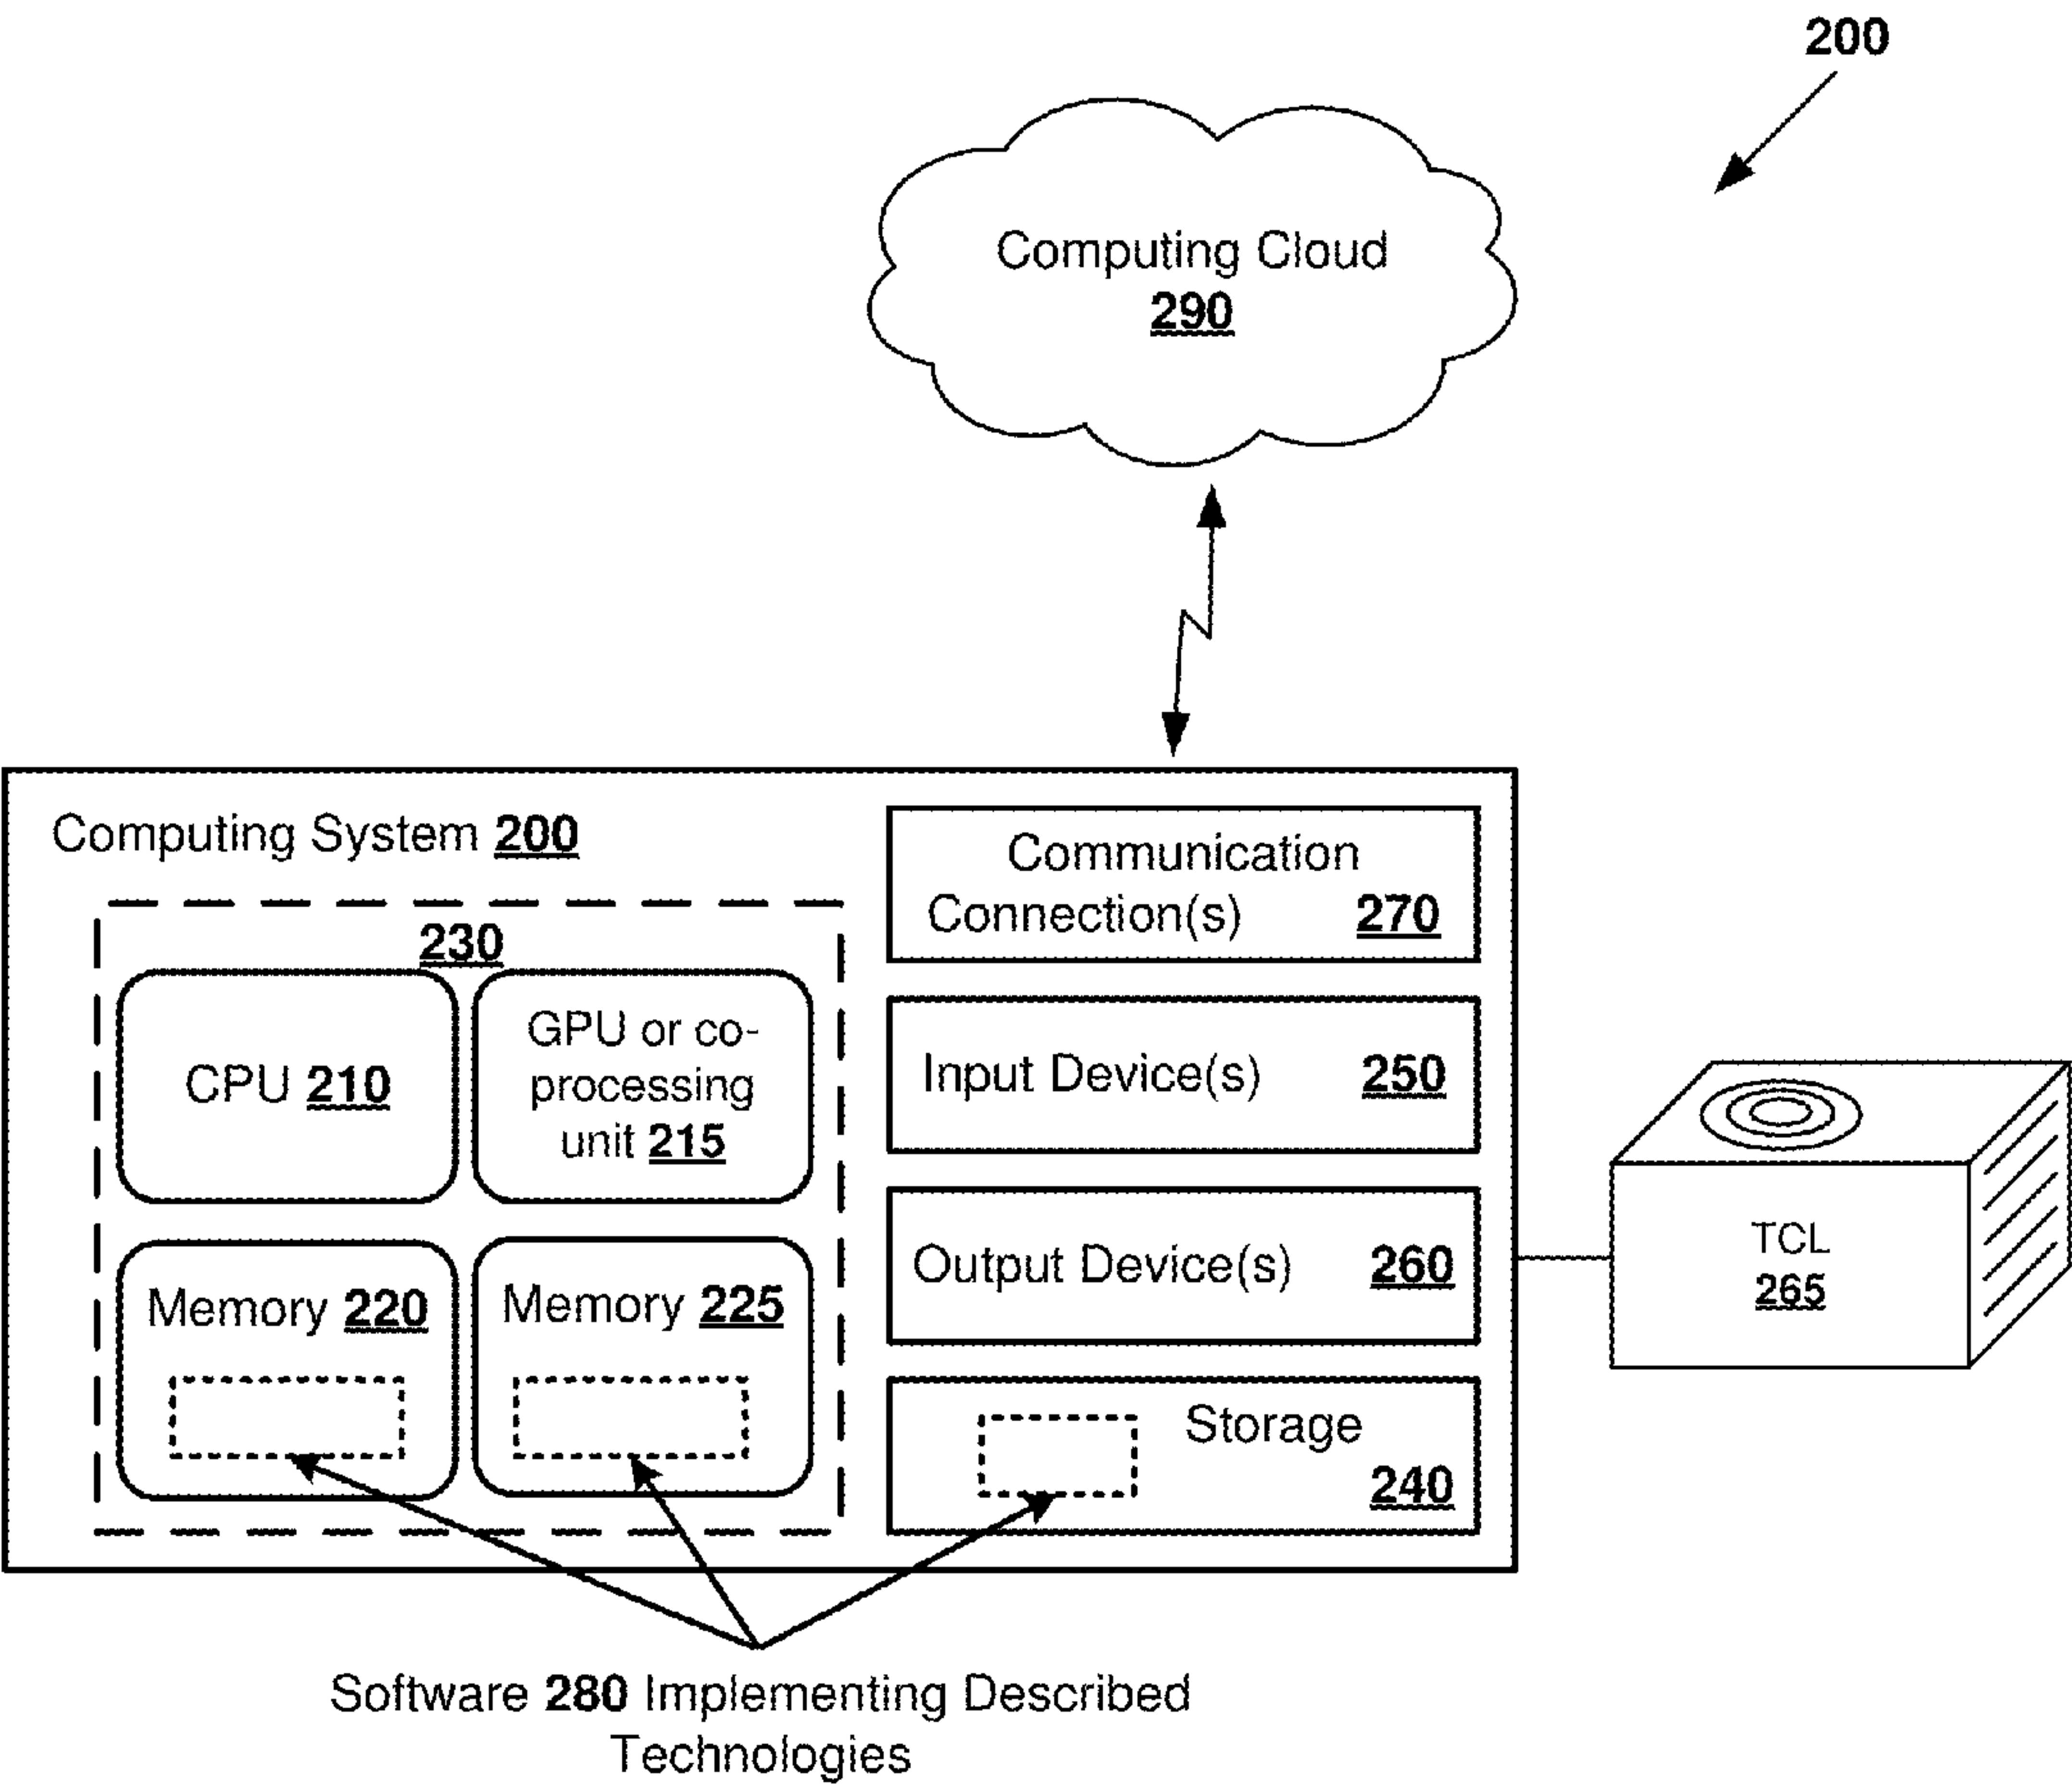 200
Computing Cloud
290
Computing System 200
230
CPU 210
GPU or co-
processing
unit 215
Memory 220
Memory 225
Communication
Connection(s) 270
Input Device(s) 250
Output Device(s) 260
Storage
240
TCL
265
Software 280 Implementing Described
Technologies